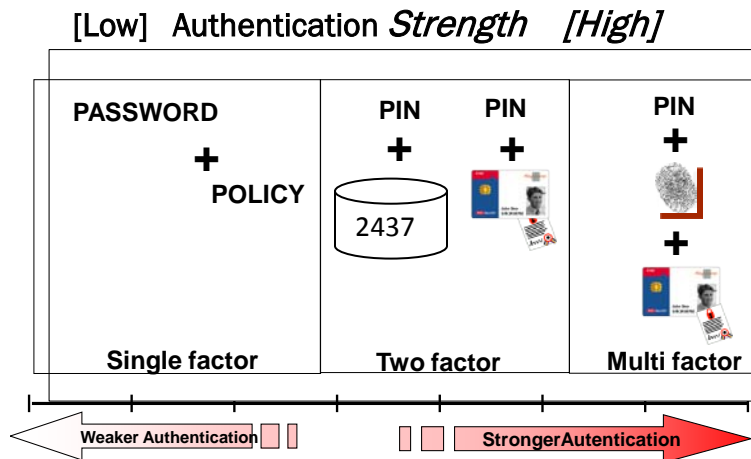 [Low] Authentication Strength [High]
PASSWORD
+
POLICY
PIN
+
2437
PIN
+
PIN
+
+
Single factor
Two factor
Multi factor
Weaker Authentication
StrongerAutentication